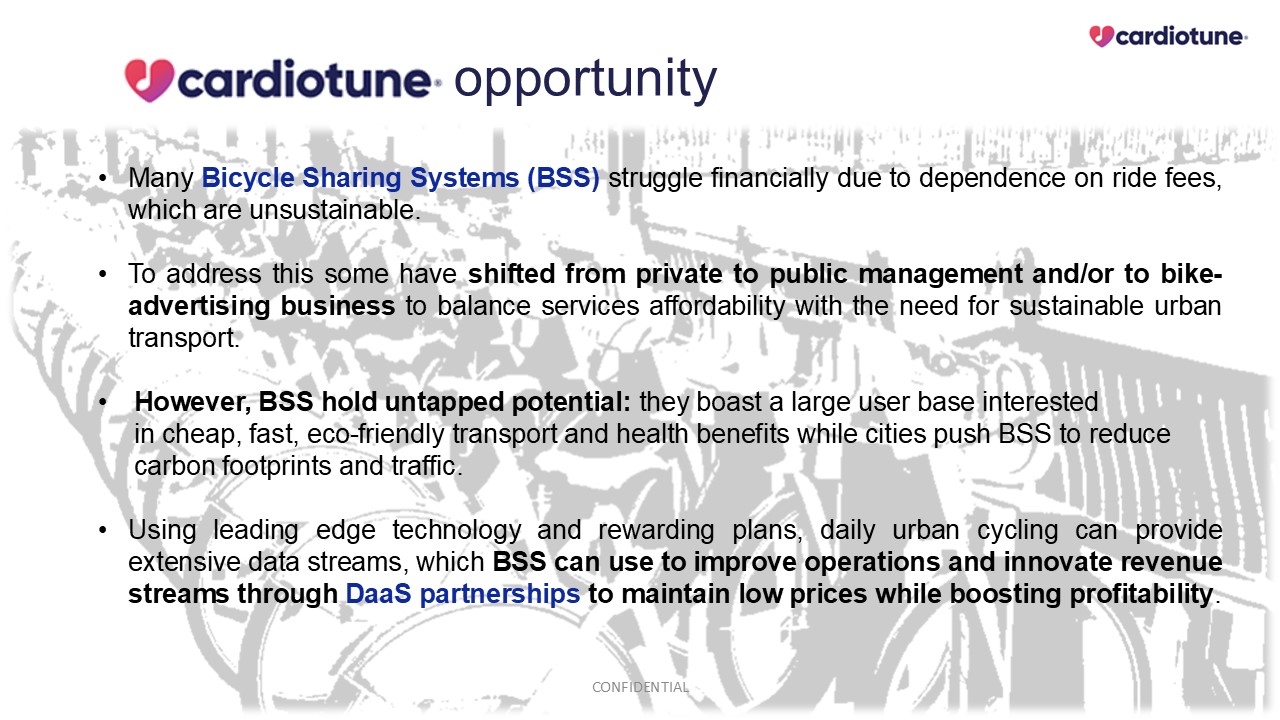 cardiotune®
cardiotune® opportunity
• Many Bicycle Sharing Systems (BSS) struggle financially due to dependence on ride fees,
which are unsustainable.
• To address this some have shifted from private to public management and/or to bike-
advertising business to balance services affordability with the need for sustainable urban
transport.
• However, BSS hold untapped potential: they boast a large user base interested
in cheap, fast, eco-friendly transport and health benefits while cities push BSS to reduce
carbon footprints and traffic.
• Using leading edge technology and rewarding plans, daily urban cycling can provide
extensive data streams, which BSS can use to improve operations and innovate revenue
streams through DaaS partnerships to maintain low prices while boosting profitability.
CONFIDENTIAL